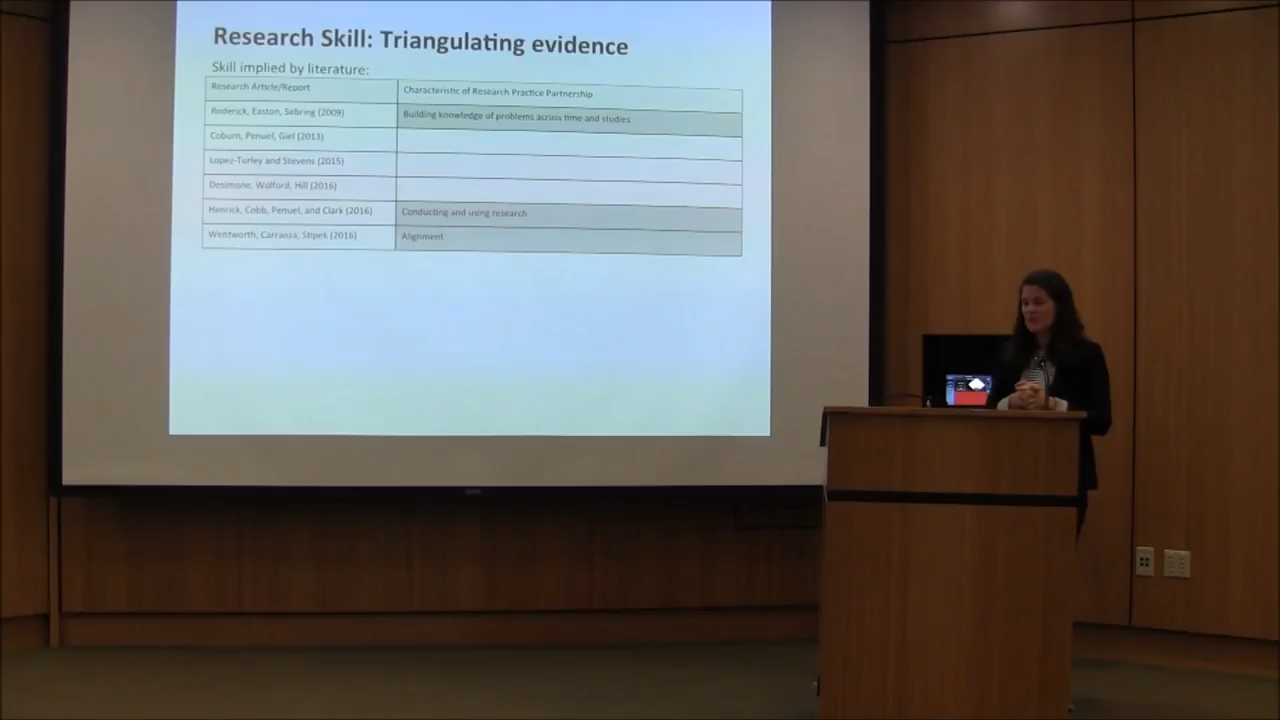 Research Skill: Triangulating evidence
Skill implied by literature:
Research Article/Report
Characteristic of Research Practice Partnership
Roderick, Easton, Sebring (2009)
Building knowledge of problems across time and studies
Coburn, Penuel, Giel (2013)
Lopez-Turley and Stevens (2015)
Desimone, Wolford, Hill (2016)
Henrick, Cobb, Penuel, and Clark (2016)
Conducting and using research
Wentworth, Carranza, Stipek (2016)
Alignment